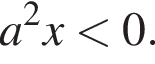 a²x < 0.